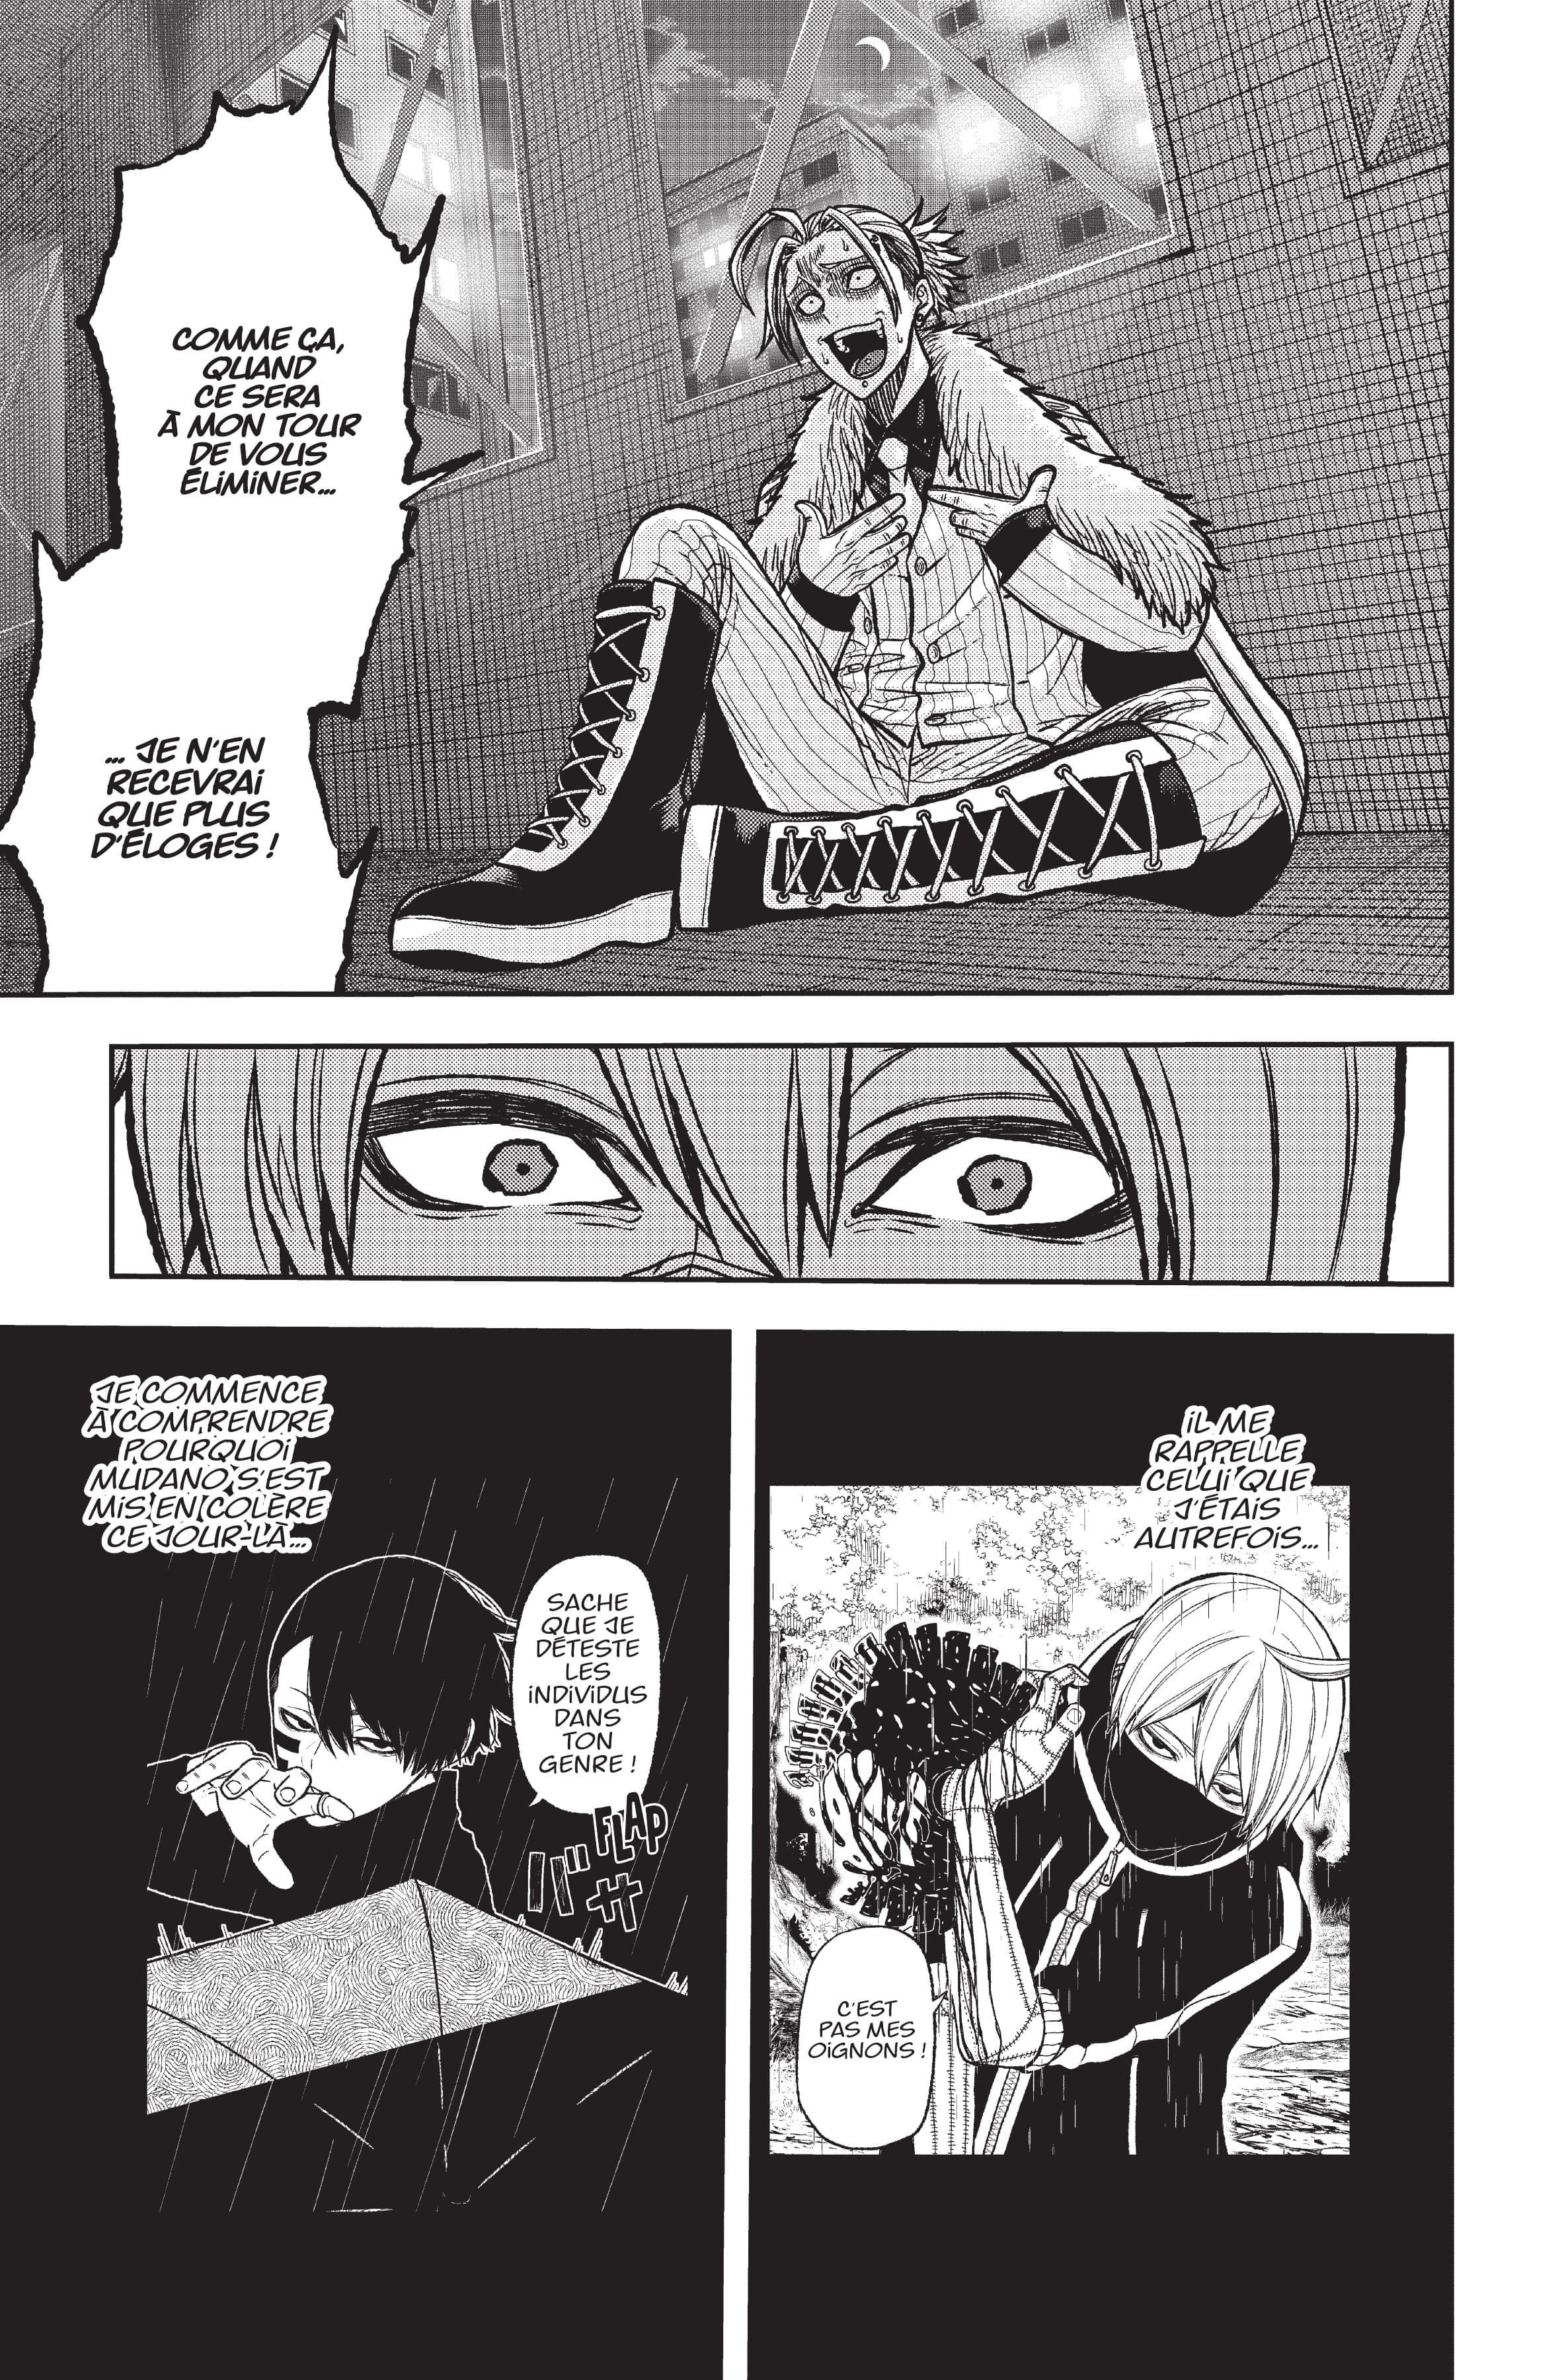 COMME ÇA,
QUAND
CE SERA
À MON TOUR
DE VOUS
ÉLIMINER...
... JE N'EN
RECEVRAI
QUE PLUS
D'ÉLOGES !
IL ME
RAPPELLE
CELUI QUE
J'ÉTAIS
AUTREFOIS...
C'EST
PAS MES
OIGNONS !
JE COMMENCE
À COMPRENDRE
POURQUOI
MUDANO S'EST
MIS EN COLÈRE
CE JOUR-LÀ...
SACHE
QUE JE
DÉTESTE
LES
INDIVIDUS
DANS
TON
GENRE !
FLAP
バサ